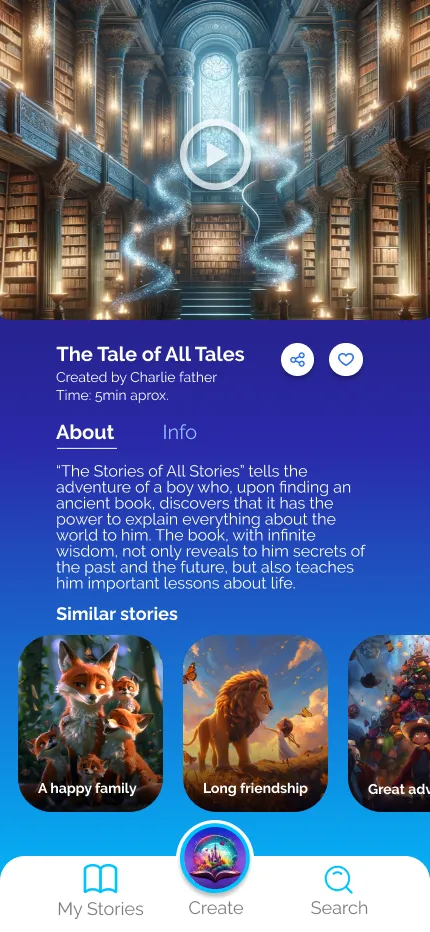 The Tale of All Tales
Created by Charlie father
Time: 5min aprox.
About
Info
“The Stories of All Stories” tells the
adventure of a boy who, upon finding an
ancient book, discovers that it has the
power to explain everything about the
world to him. The book, with infinite
wisdom, not only reveals to him secrets of
the past and the future, but also teaches
him important lessons about life.
Similar stories
A happy family
Long friendship
Great adv
My Stories
Create
Search